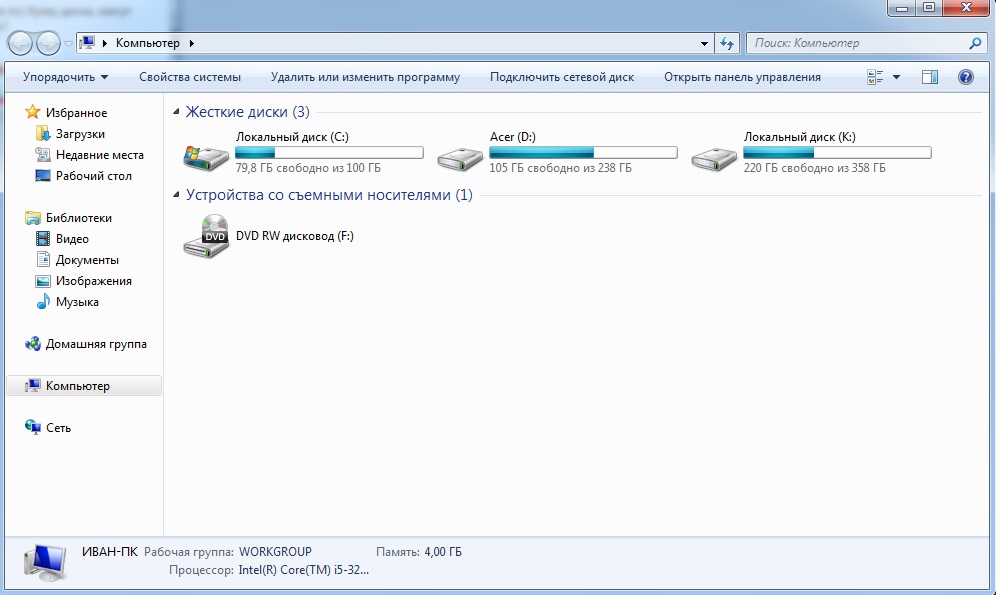 Компьютер
Поиск: Компьютер
Упорядочить Свойства системы Удалить или изменить программу Подключить сетевой диск Открыть панель управления
Избранное
Загрузки
Недавние места
Рабочий стол
Библиотеки
Видео
Документы
Изображения
Музыка
Домашняя группа
Компьютер
Сеть
Жесткие диски (3)
Локальный диск (C:)
79,8 ГБ свободно из 100 ГБ
Acer (D:)
105 ГБ свободно из 238 ГБ
Локальный диск (K:)
220 ГБ свободно из 358 ГБ
Устройства со съемными носителями (1)
DVD
DVD RW дисковод (F:)
ИВАН-ПК Рабочая группа: WORKGROUP Память: 4,00 ГБ
Процессор: Intel(R) Core(TM) i5-32...